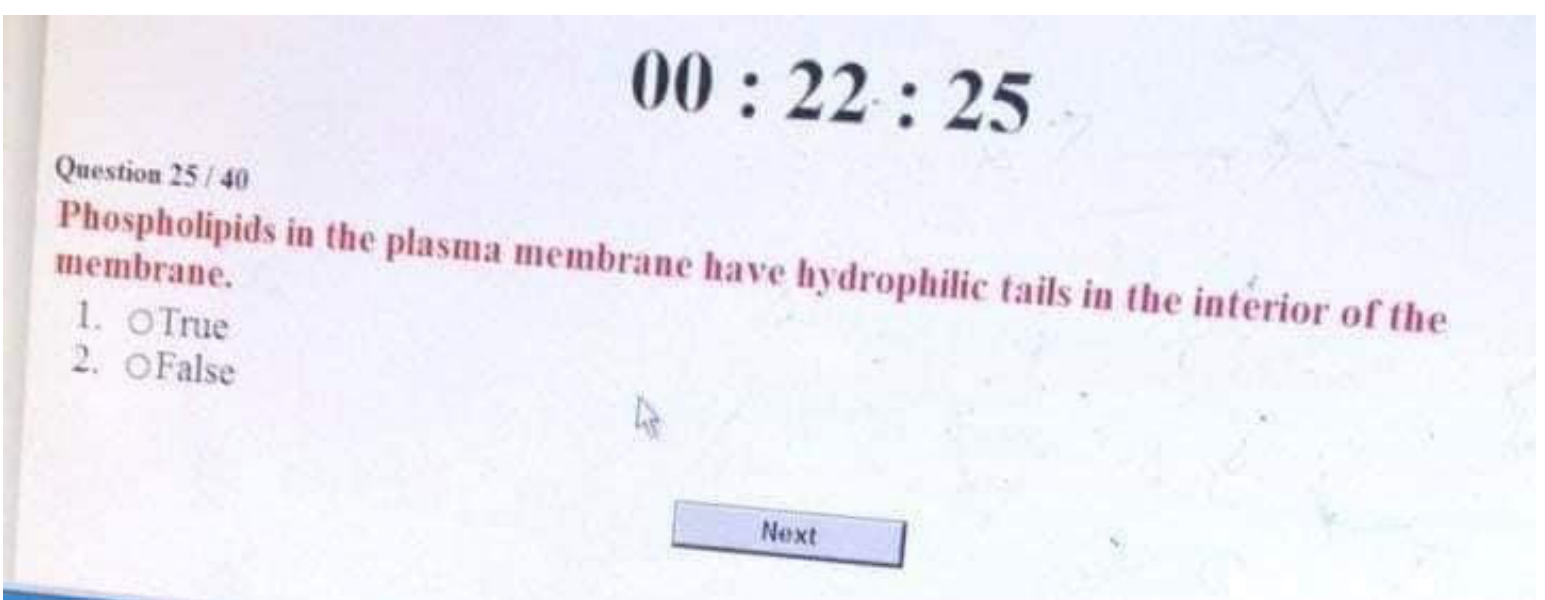 00 : 22 : 25
Question 25 / 40
Phospholipids in the plasma membrane have hydrophilic tails in the interior of the
membrane.
1. True
2. False
Next